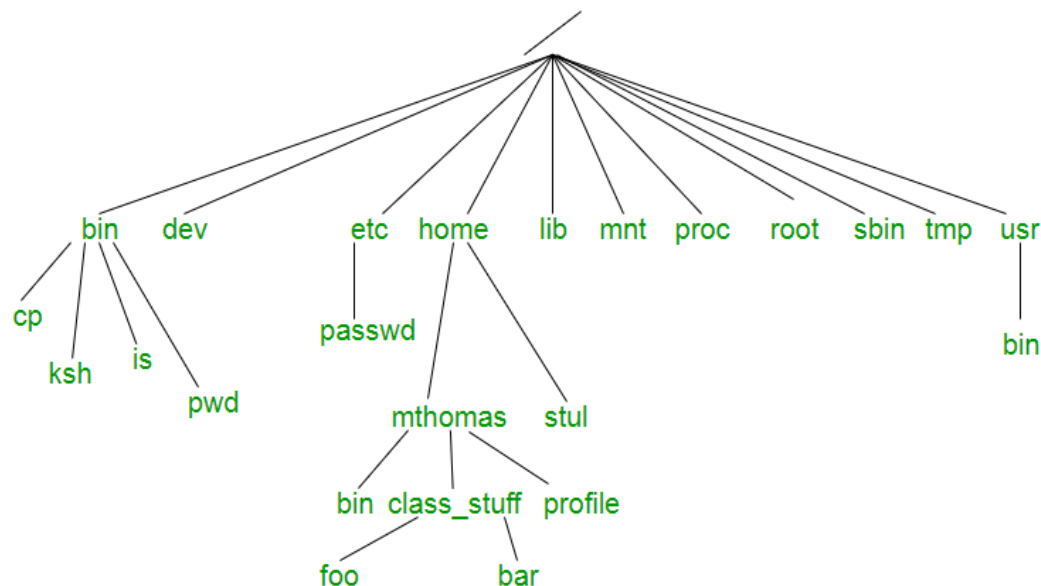 /
bin dev etc home lib mnt proc root sbin tmp usr
cp
passwd
ksh
is
bin
pwd
mthomas stul
bin class_stuff profile
foo bar